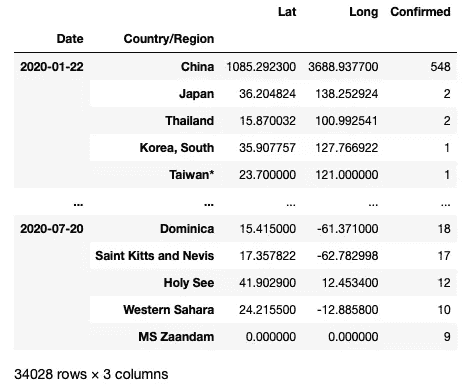 Lat Long Confirmed
Date Country/Region
2020-01-22 China 1085.292300 3688.937700 548
Japan 36.204824 138.252924 2
Thailand 15.870032 100.992541 2
Korea, South 35.907757 127.766922 1
Taiwan* 23.700000 121.000000 1
... ... ... ... ...
2020-07-20 Dominica 15.415000 -61.371000 18
Saint Kitts and Nevis 17.357822 -62.782998 17
Holy See 41.902900 12.453400 12
Western Sahara 24.215500 -12.885800 10
MS Zaandam 0.000000 0.000000 9
34028 rows × 3 columns